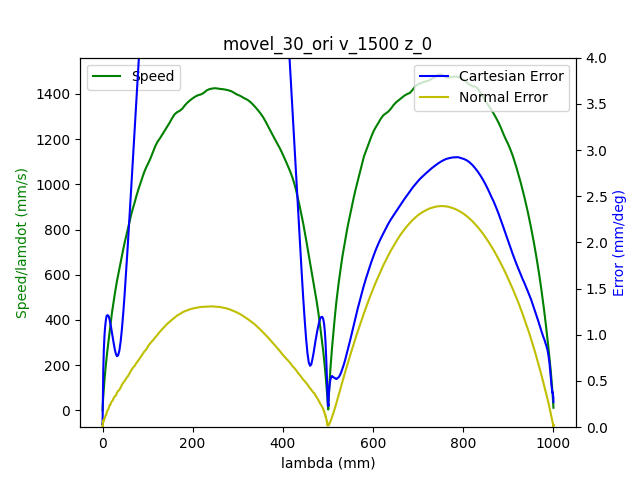 movel_30_ori v_1500 z_0
Speed
Cartesian Error
Normal Error
Speed/lamdot (mm/s)
1400
1200
1000
800
600
400
200
0
4.0
3.5
3.0
2.5
2.0
1.5
1.0
0.5
0.0
Error (mm/deg)
0 200 400 600 800 1000
lambda (mm)